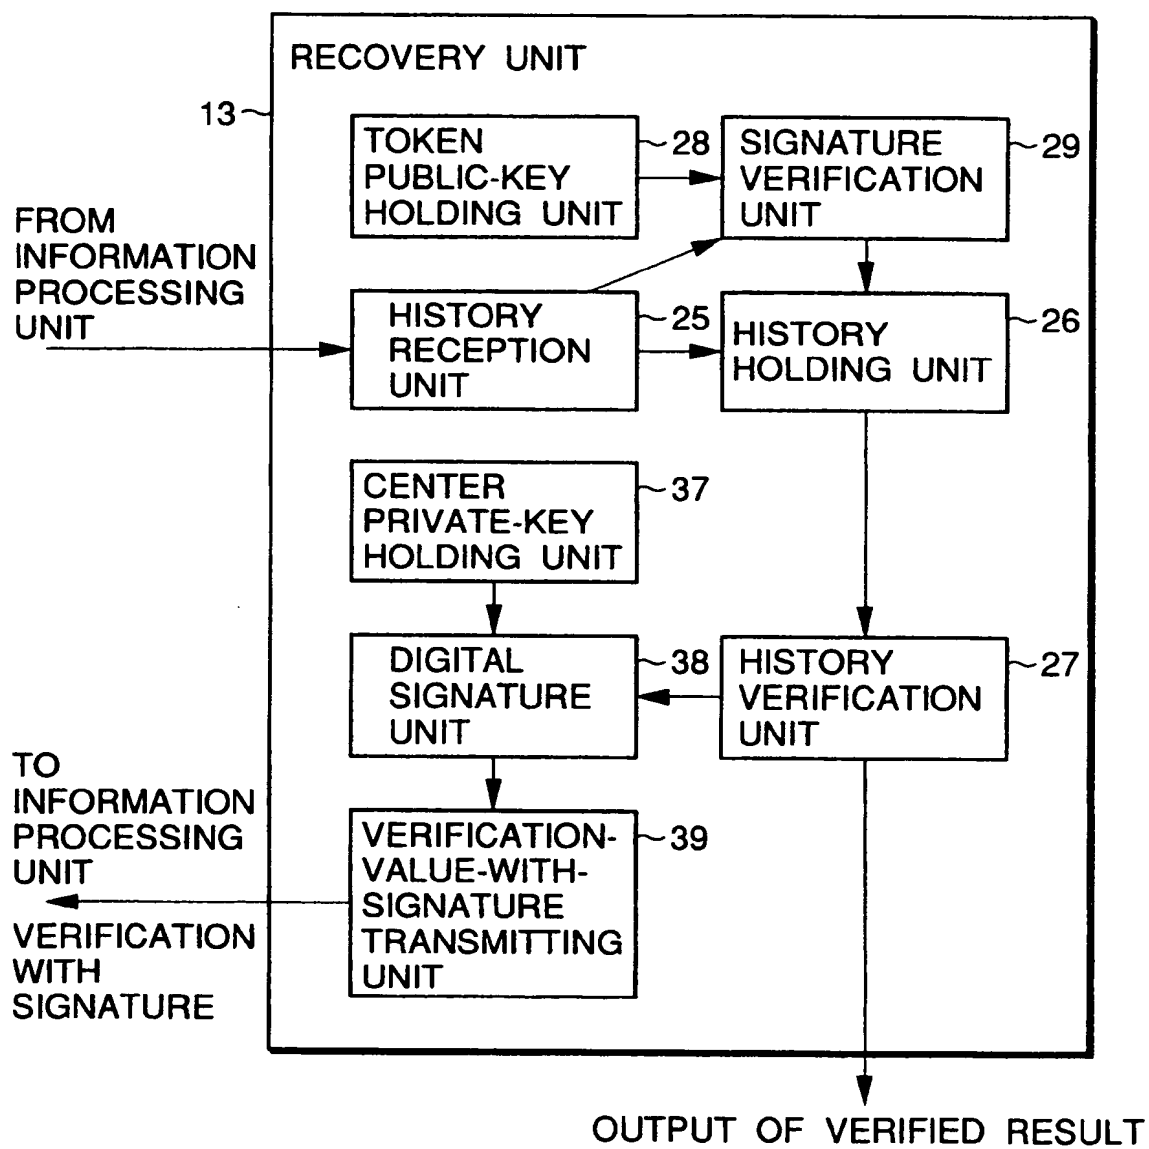 RECOVERY UNIT
13
TOKEN
PUBLIC-KEY
HOLDING UNIT
28
SIGNATURE
VERIFICATION
UNIT
29
FROM
INFORMATION
PROCESSING
UNIT
HISTORY
RECEPTION
UNIT
25
HISTORY
HOLDING UNIT
26
CENTER
PRIVATE-KEY
HOLDING UNIT
37
DIGITAL
SIGNATURE
UNIT
38
HISTORY
VERIFICATION
UNIT
27
TO
INFORMATION
PROCESSING
UNIT
VERIFICATION
WITH
SIGNATURE
VERIFICATION-
VALUE-WITH-
SIGNATURE
TRANSMITTING
UNIT
39
OUTPUT OF VERIFIED RESULT